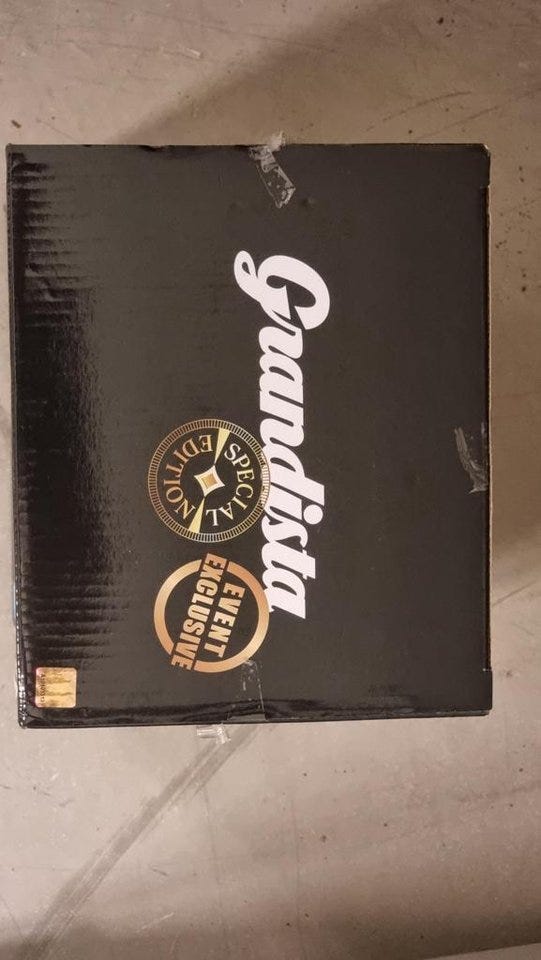 Grandista
SPECIAL
EDITION
EVENT
EXCLUSIVE